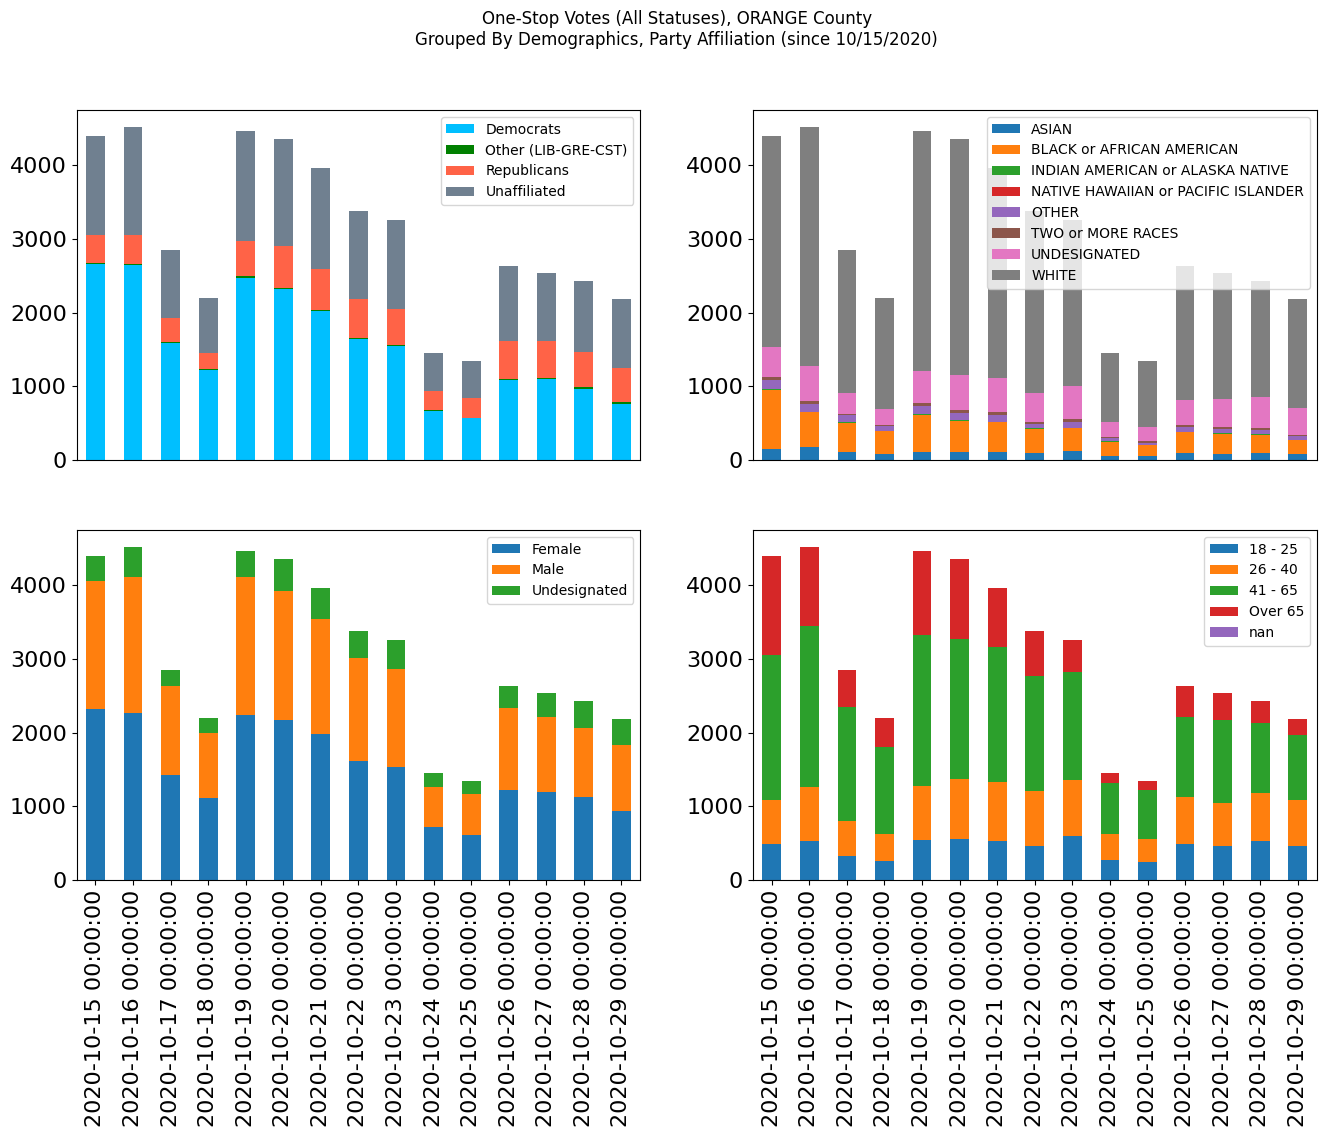 One-Stop Votes (All Statuses), ORANGE County
Grouped By Demographics, Party Affiliation (since 10/15/2020)
4000
3000
2000
1000
0
Democrats
Other (LIB-GRE-CST)
Republicans
Unaffiliated
4000
3000
2000
1000
0
ASIAN
BLACK or AFRICAN AMERICAN
INDIAN AMERICAN or ALASKA NATIVE
NATIVE HAWAIIAN or PACIFIC ISLANDER
OTHER
TWO or MORE RACES
UNDESIGNATED
WHITE
4000
3000
2000
1000
0
Female
Male
Undesignated
2020-10-15 00:00:00
2020-10-16 00:00:00
2020-10-17 00:00:00
2020-10-18 00:00:00
2020-10-19 00:00:00
2020-10-20 00:00:00
2020-10-21 00:00:00
2020-10-22 00:00:00
2020-10-23 00:00:00
2020-10-24 00:00:00
2020-10-25 00:00:00
2020-10-26 00:00:00
2020-10-27 00:00:00
2020-10-28 00:00:00
2020-10-29 00:00:00
4000
3000
2000
1000
0
18 - 25
26 - 40
41 - 65
Over 65
nan
2020-10-15 00:00:00
2020-10-16 00:00:00
2020-10-17 00:00:00
2020-10-18 00:00:00
2020-10-19 00:00:00
2020-10-20 00:00:00
2020-10-21 00:00:00
2020-10-22 00:00:00
2020-10-23 00:00:00
2020-10-24 00:00:00
2020-10-25 00:00:00
2020-10-26 00:00:00
2020-10-27 00:00:00
2020-10-28 00:00:00
2020-10-29 00:00:00